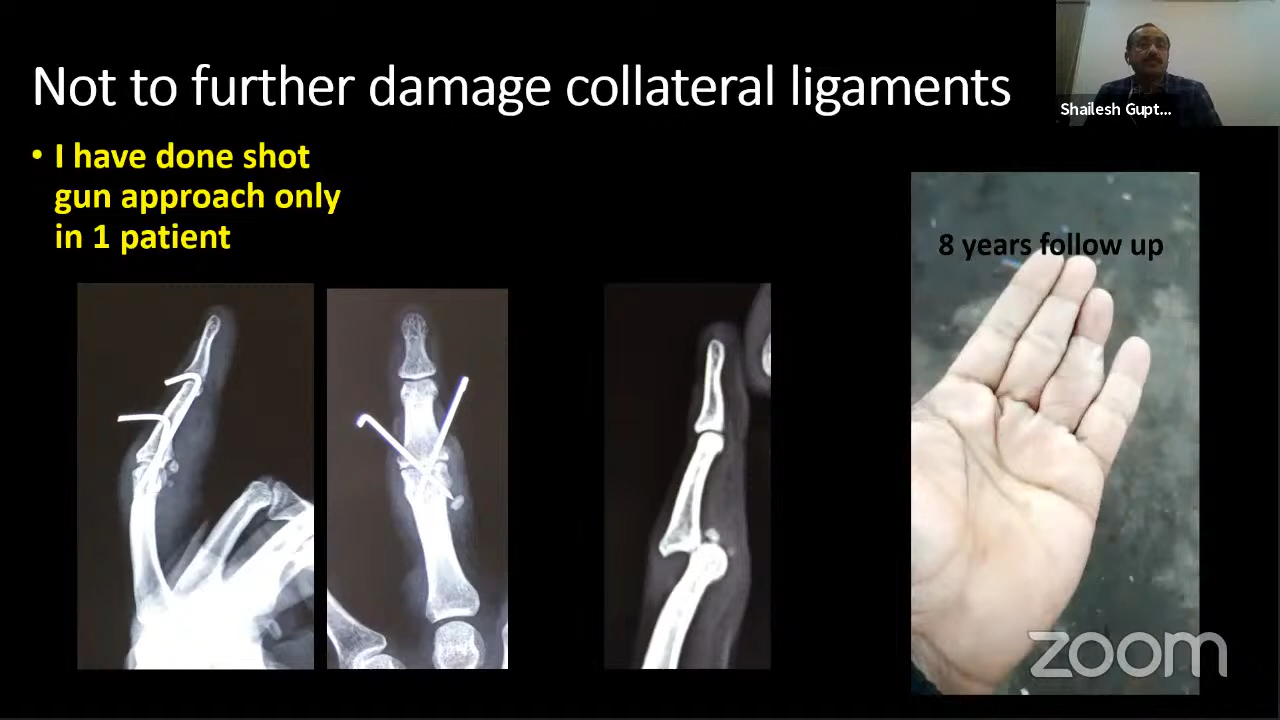 Not to further damage collateral ligaments
Shailesh Gupt...
• I have done shot
gun approach only
in 1 patient
8 years follow up
zoom